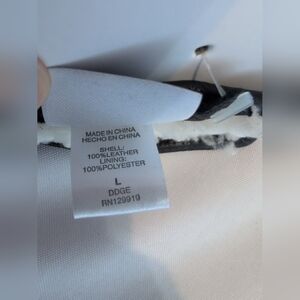 MADE IN CHINA
HECHO EN CHINA
SHELL:
100%LEATHER
LINING:
100%POLYESTER
L
DDGE
RN129919